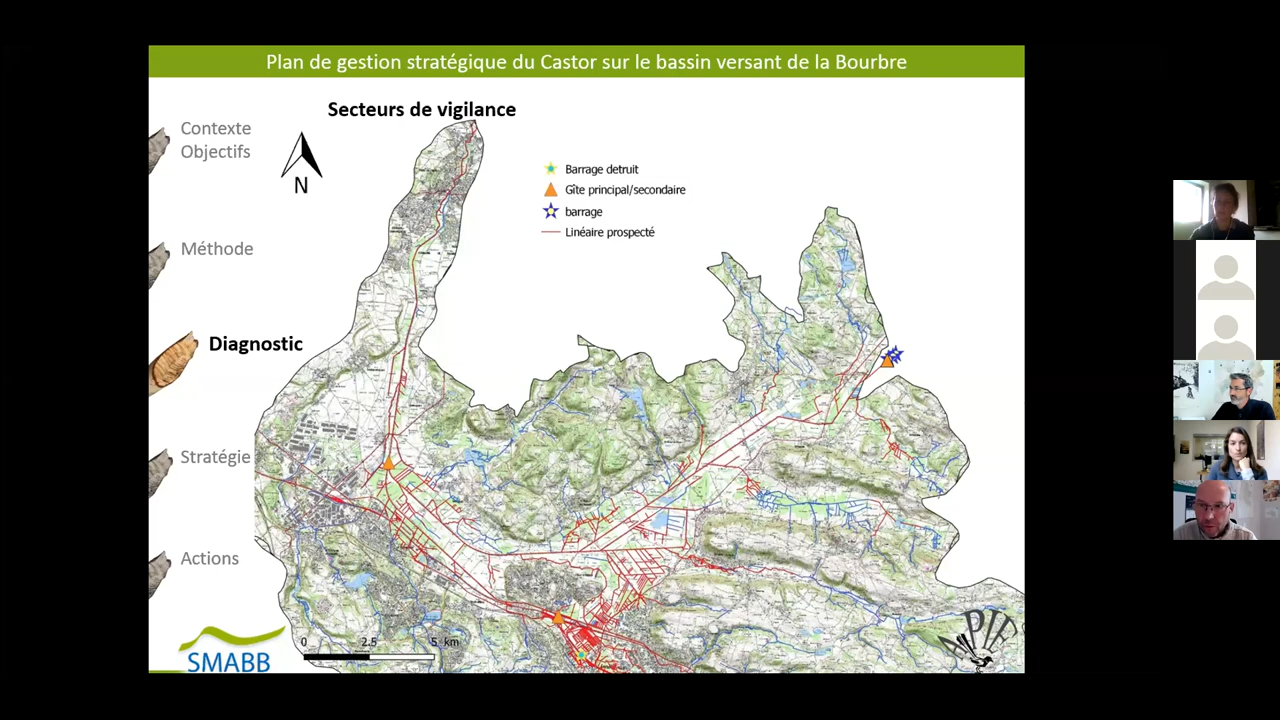 Plan de gestion stratégique du Castor sur le bassin versant de la Bourbre
Secteurs de vigilance
Contexte
Objectifs
N
Barrage detruit
Gîte principal/secondaire
barrage
Linéaire prospecté
Méthode
Diagnostic
Stratégie
Actions
SMABB
0 2.5 5 km